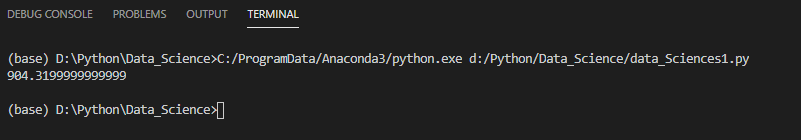 DEBUG CONSOLE PROBLEMS OUTPUT TERMINAL
(base) D:\Python\Data_Science>C:/ProgramData/Anaconda3/python.exe d:/Python/Data_Science/data_Sciences1.py
904.3199999999999
(base) D:\Python\Data_Science>